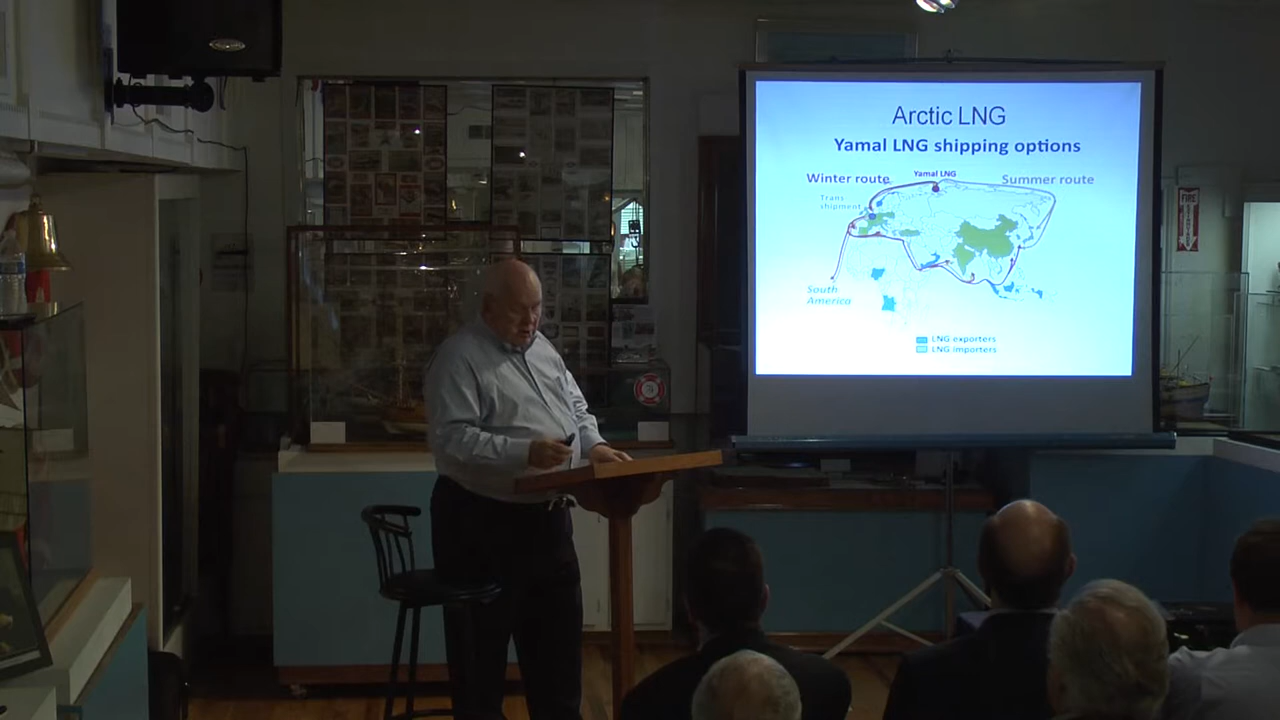 Arctic LNG
Yamal LNG shipping options
Winter route
Yamal LNG
Summer route
Trans
shipment
South
America
LNG exporters
LNG importers
FIRE